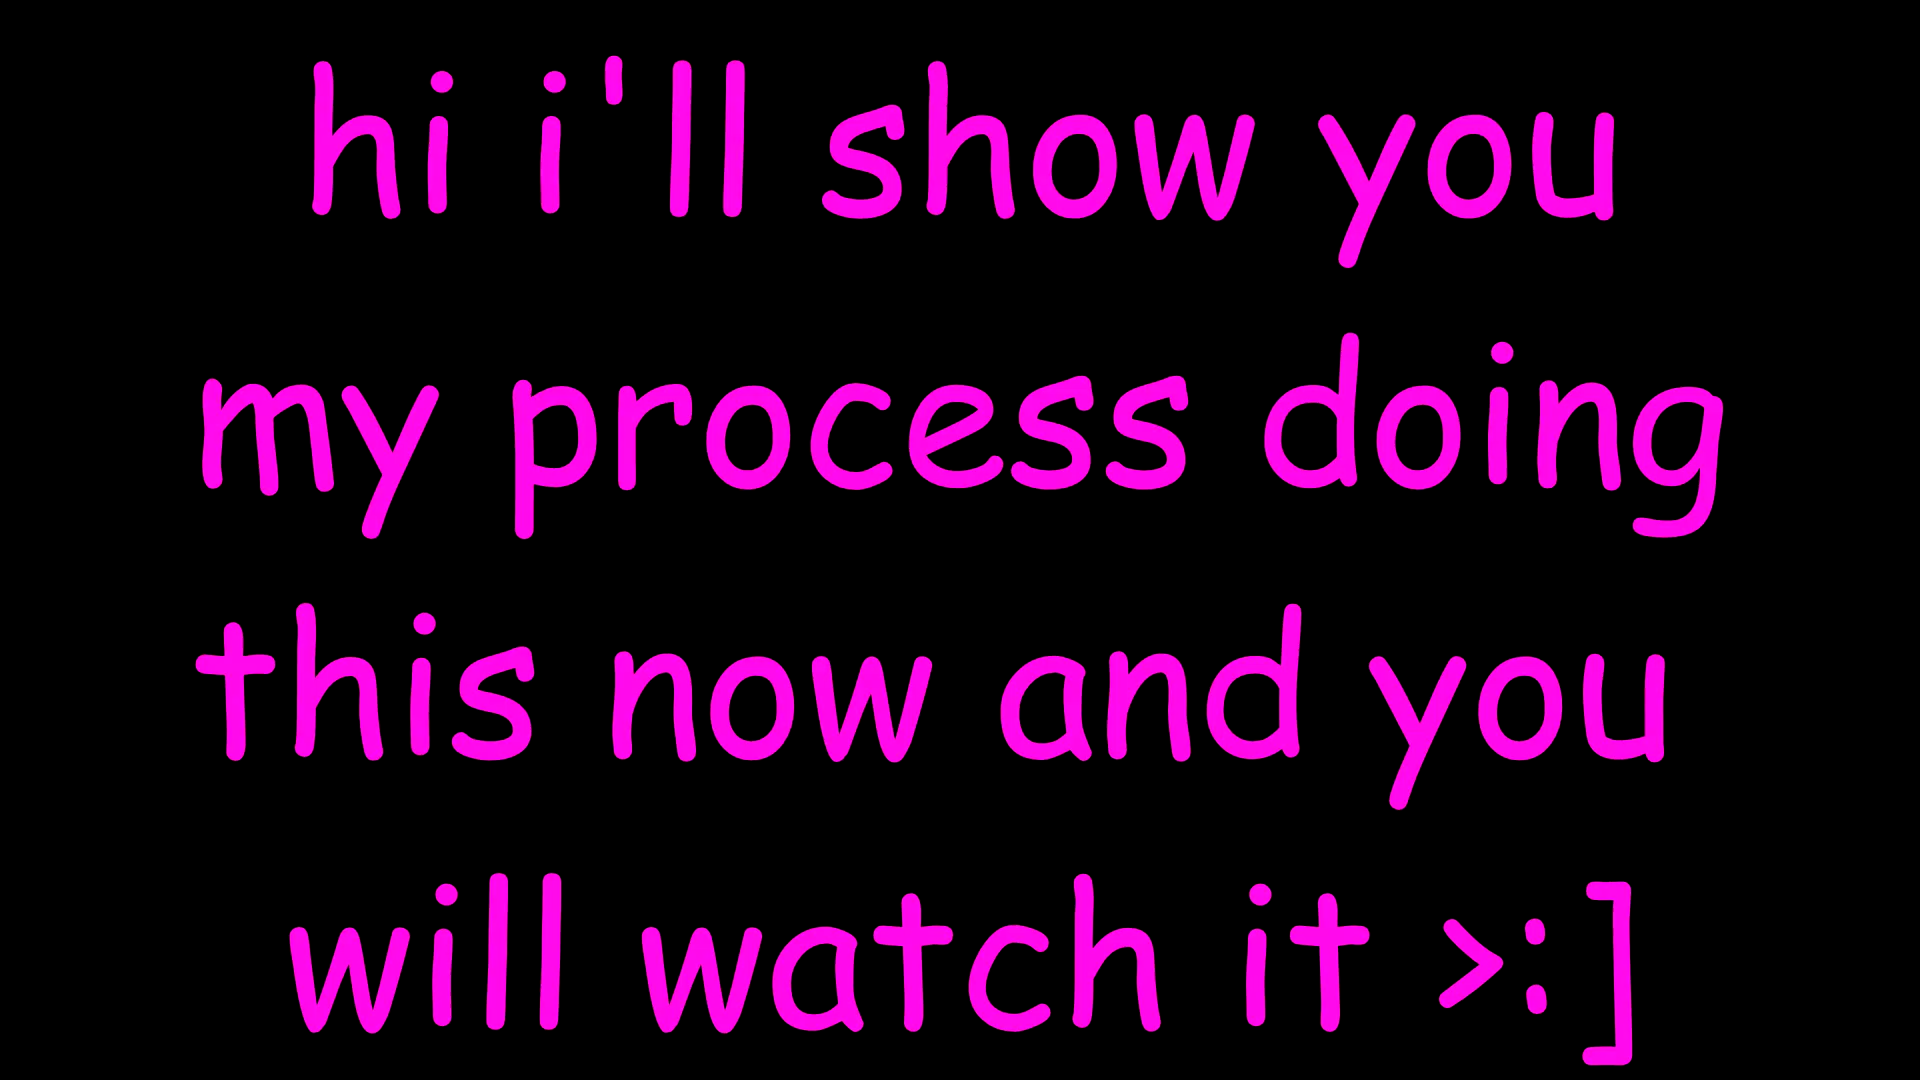 hi i'll show you
my process doing
this now and you
will watch it >:]